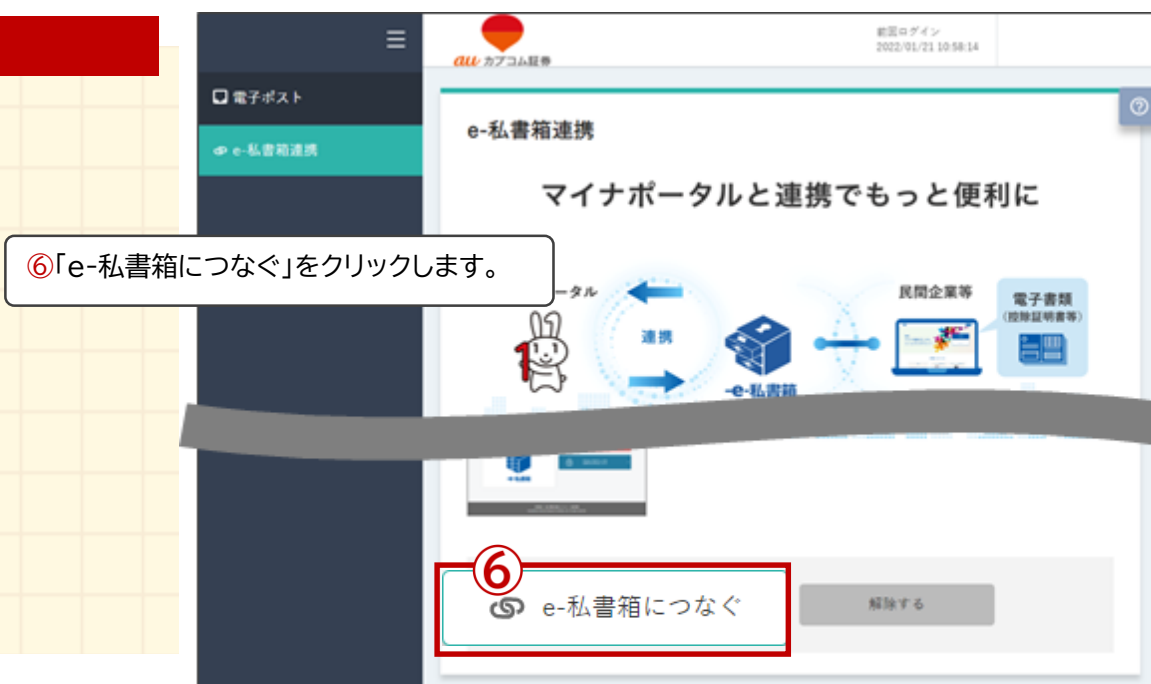 au カブコム証券
前回ログイン
2022/01/21 10:58:14
電子ポスト
e-私書箱連携
e-私書箱連携
マイナポータルと連携でもっと便利に
⑥「e-私書箱につなぐ」をクリックします。
ータル
連携
e-私書箱
民間企業等
電子書類
(控除証明書等)
1
⑥
e-私書箱につなぐ
解除する